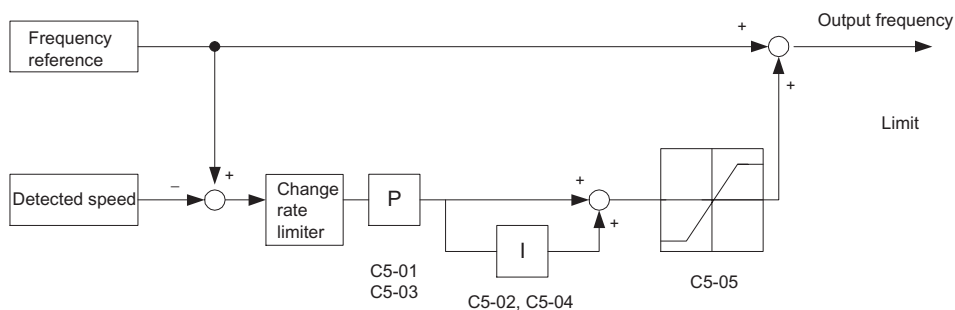 Frequency
reference
+
Output frequency
+
Limit
Detected speed
−
+
Change
rate
limiter
P
+
+
I
C5-01
C5-03
C5-02, C5-04
C5-05